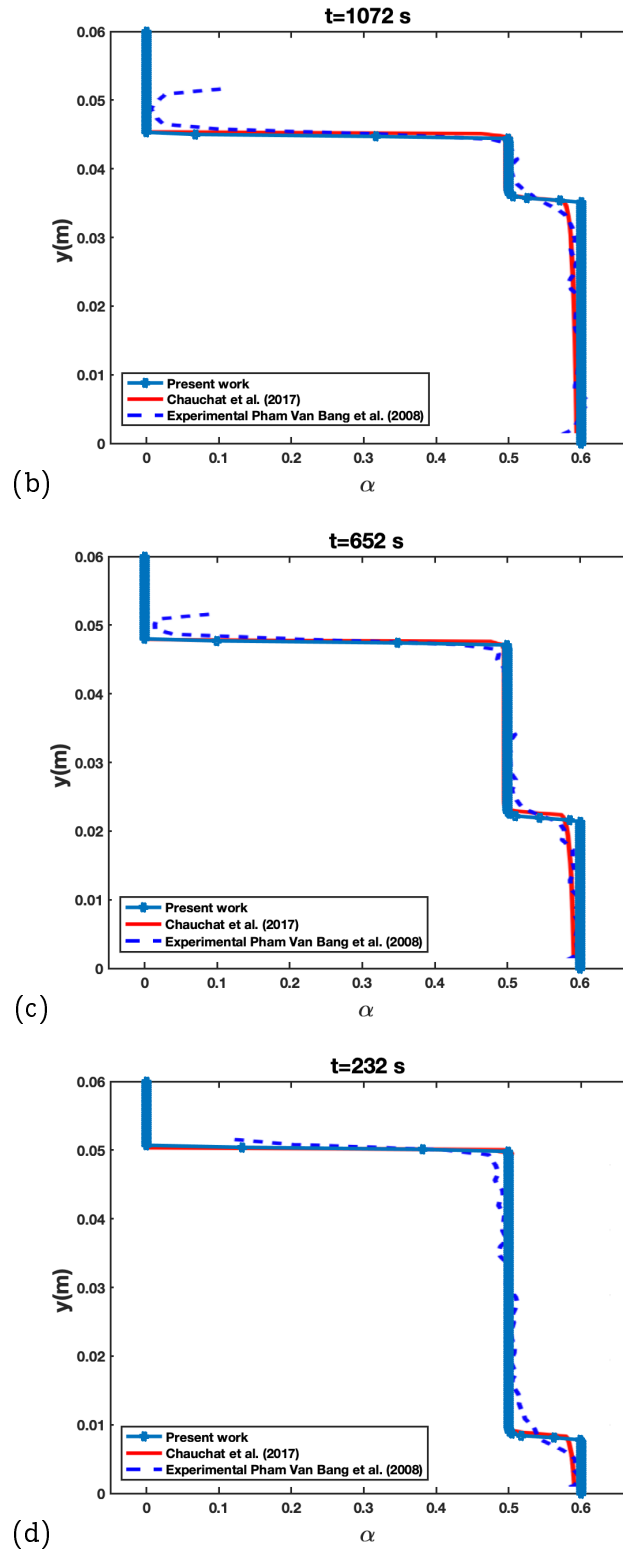 t=1072 s
0.06
0.05
0.04
0.03
0.02
0.01
0
y(m)
Present work
Chauchat et al. (2017)
Experimental Pham Van Bang et al. (2008)
0 0.1 0.2 0.3 0.4 0.5 0.6
α
(b)
t=652 s
0.06
0.05
0.04
0.03
0.02
0.01
0
y(m)
Present work
Chauchat et al. (2017)
Experimental Pham Van Bang et al. (2008)
0 0.1 0.2 0.3 0.4 0.5 0.6
α
(c)
t=232 s
0.06
0.05
0.04
0.03
0.02
0.01
0
y(m)
Present work
Chauchat et al. (2017)
Experimental Pham Van Bang et al. (2008)
0 0.1 0.2 0.3 0.4 0.5 0.6
α
(d)